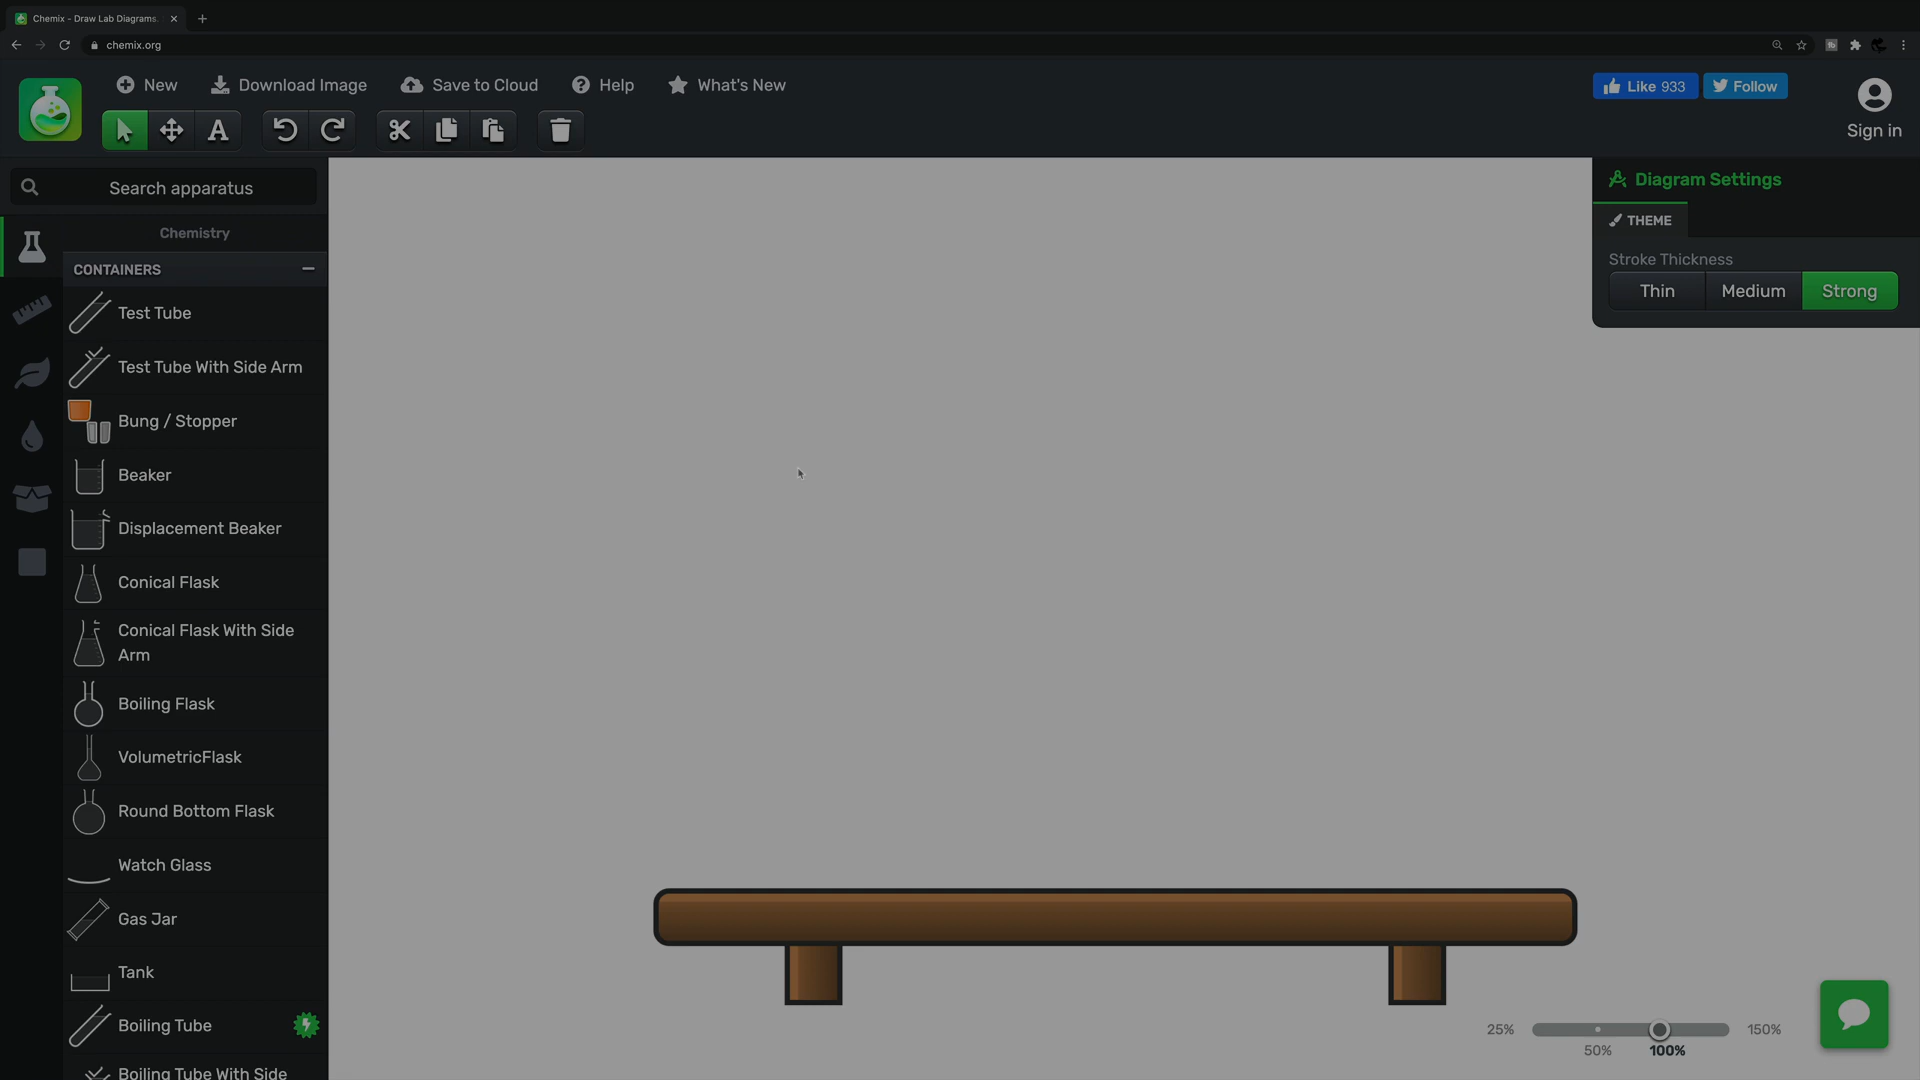 Chemix - Draw Lab Diagrams.
chemix.org
New
Download Image
Save to Cloud
Help
What's New
Like 933
Follow
Sign in
A
Search apparatus
Chemistry
CONTAINERS
Test Tube
Test Tube With Side Arm
Bung / Stopper
Beaker
Displacement Beaker
Conical Flask
Conical Flask With Side
Arm
Boiling Flask
VolumetricFlask
Round Bottom Flask
Watch Glass
Gas Jar
Tank
Boiling Tube
Boiling Tube With Side
Diagram Settings
THEME
Stroke Thickness
Thin
Medium
Strong
25%
150%
50%
100%